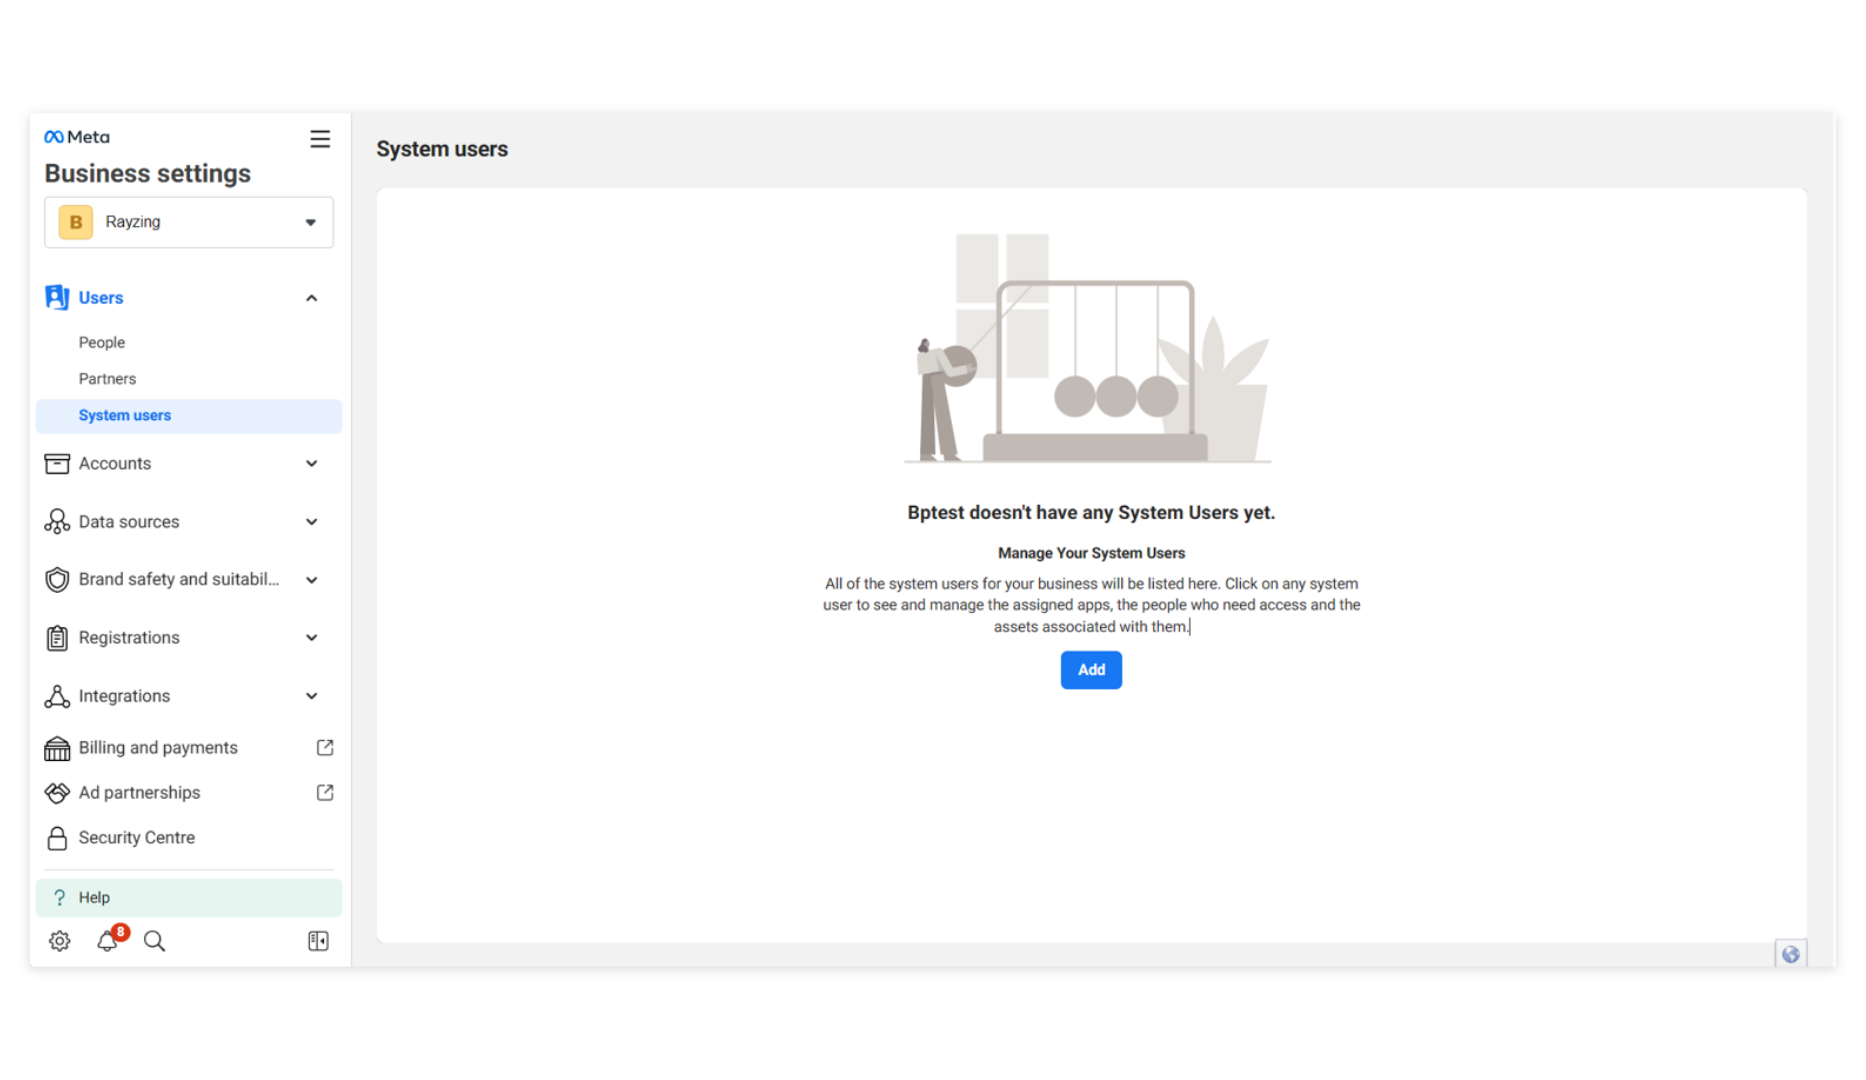 Meta
Business settings
B Rayzing
Users
People
Partners
System users
Accounts
Data sources
Brand safety and suitabil...
Registrations
Integrations
Billing and payments
Ad partnerships
Security Centre
? Help
8
System users
Bptest doesn't have any System Users yet.
Manage Your System Users
All of the system users for your business will be listed here. Click on any system
user to see and manage the assigned apps, the people who need access and the
assets associated with them.
Add